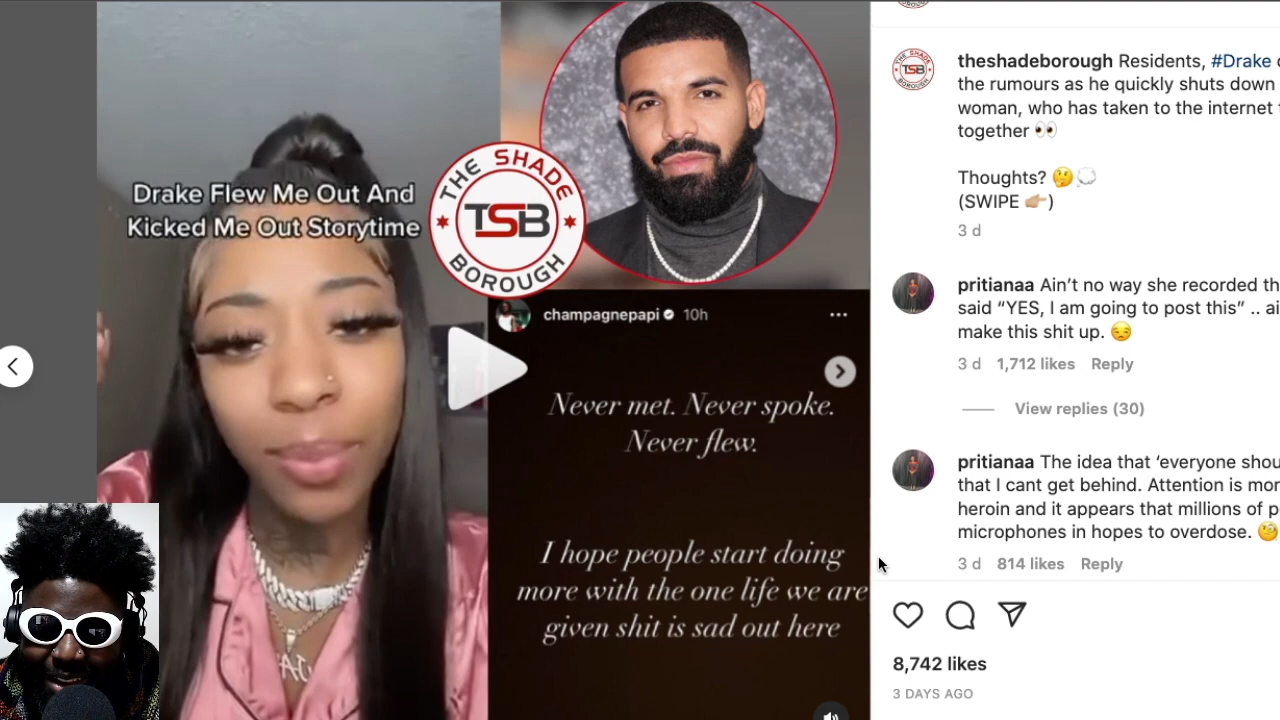 Drake Flew Me Out And
Kicked Me Out Storytime
THE SHADE
TSB
BOROUGH
champagnepapi 10h
Never met. Never spoke.
Never flew.
I hope people start doing
more with the one life we are
given shit is sad out here
THE SHADE
TSB
BOROUGH
theshadeborough Residents, #Drake
the rumours as he quickly shuts down
woman, who has taken to the internet
together 👀
Thoughts? 🤔💭
(SWIPE 👉🏼)
3 d
pritianaa Ain’t no way she recorded th
said “YES, I am going to post this” .. ai
make this shit up. 😒
3 d 1,712 likes Reply
View replies (30)
pritianaa The idea that ‘everyone shou
that I cant get behind. Attention is mor
heroin and it appears that millions of p
microphones in hopes to overdose. 🧐
3 d 814 likes Reply
8,742 likes
3 DAYS AGO